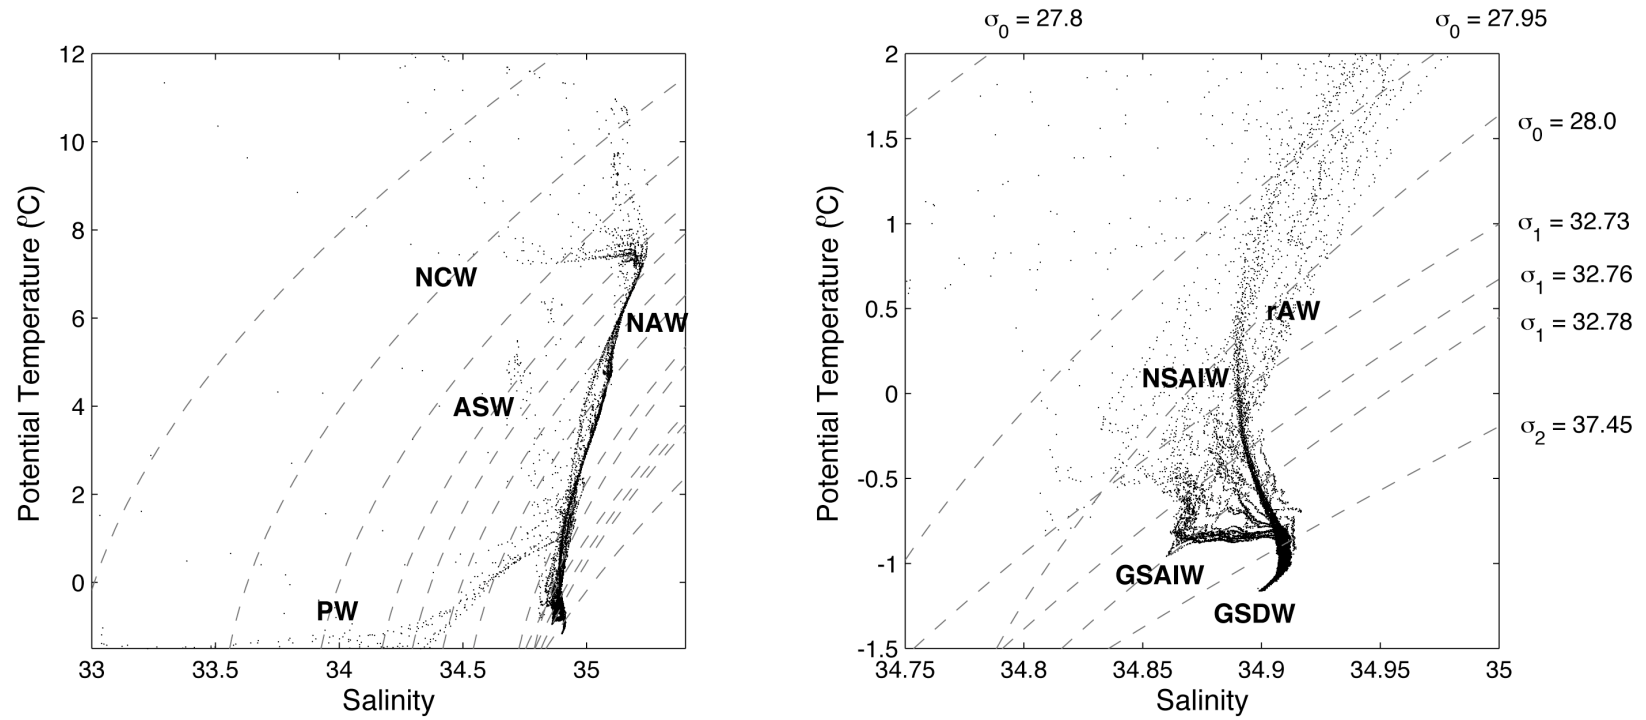 σ0 = 27.8
σ0 = 27.95
12
10
8
6
4
2
0
Potential Temperature (ºC)
NCW
NAW
ASW
PW
33
33.5
34
34.5
35
Salinity
2
1.5
1
0.5
0
-0.5
-1
-1.5
Potential Temperature (ºC)
rAW
NSAIW
GSAIW
GSDW
34.75
34.8
34.85
34.9
34.95
35
Salinity
σ0 = 28.0
σ1 = 32.73
σ1 = 32.76
σ1 = 32.78
σ2 = 37.45